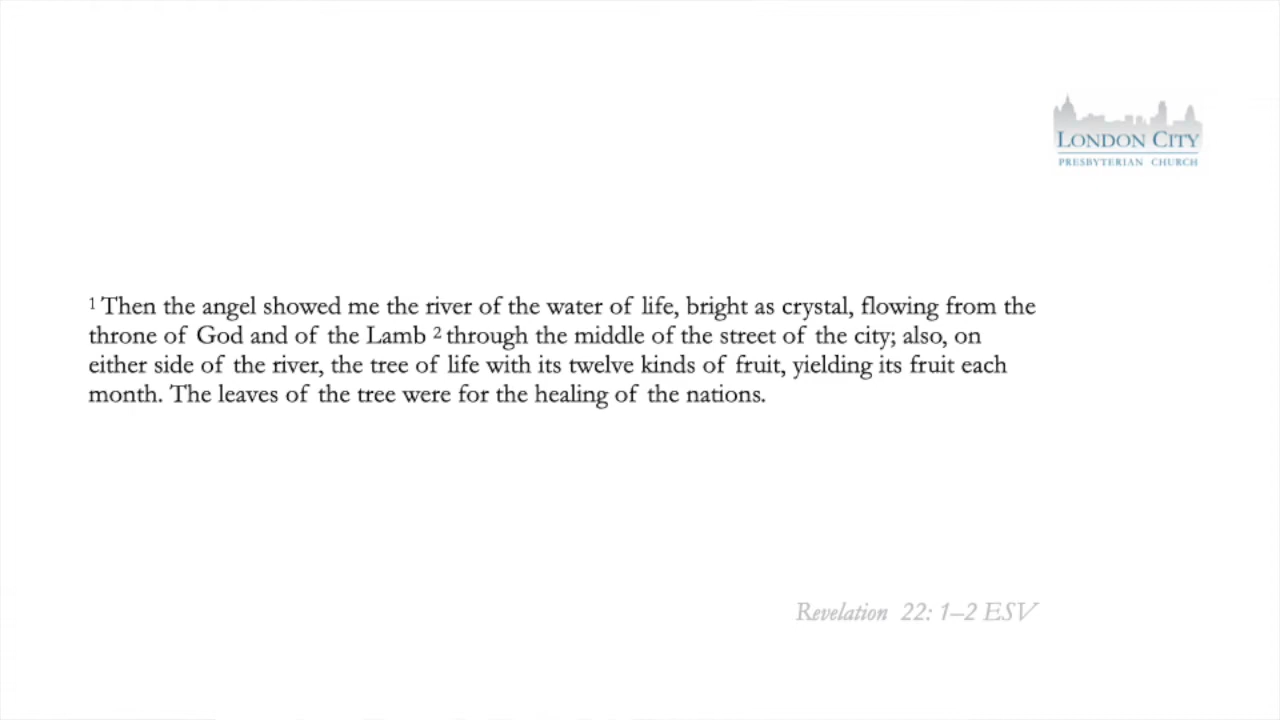 LONDON CITY
PRESBYTERIAN CHURCH
1 Then the angel showed me the river of the water of life, bright as crystal, flowing from the
throne of God and of the Lamb 2 through the middle of the street of the city; also, on
either side of the river, the tree of life with its twelve kinds of fruit, yielding its fruit each
month. The leaves of the tree were for the healing of the nations.
Revelation 22: 1–2 ESV